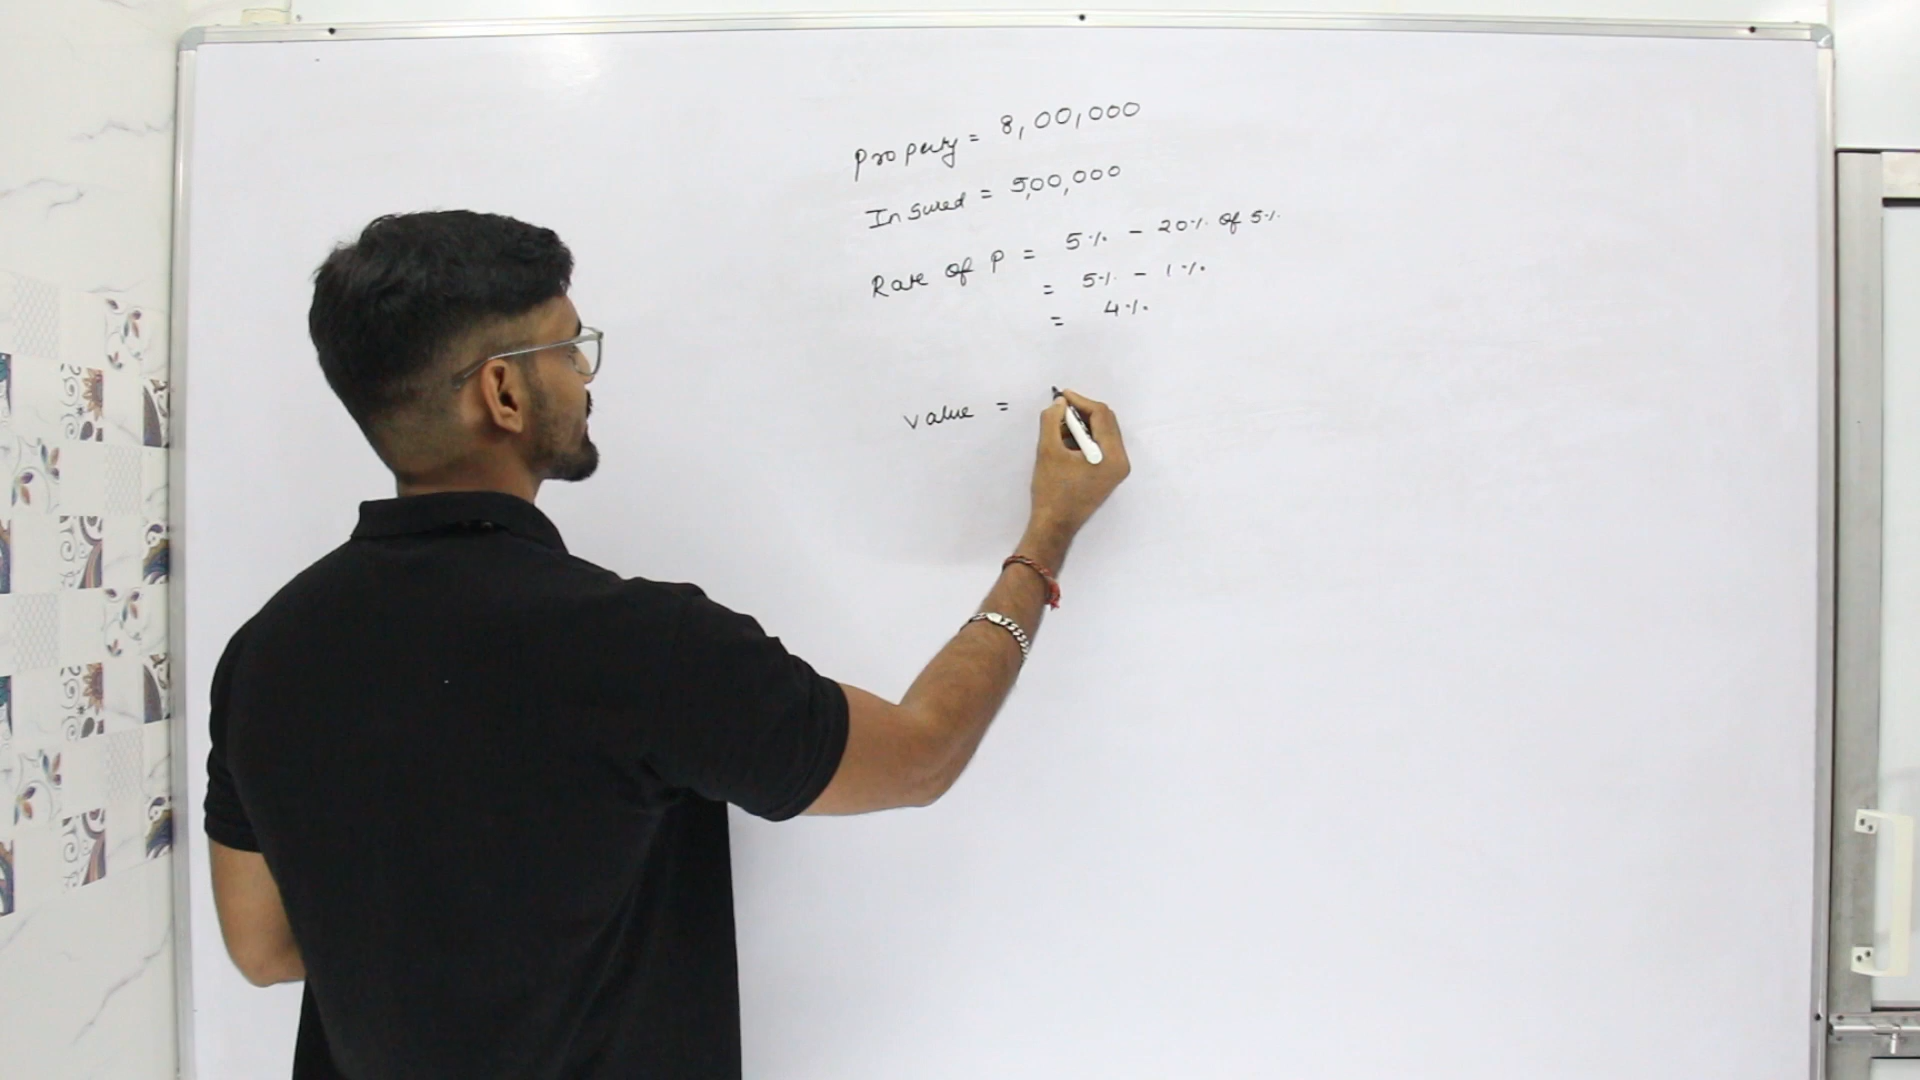 Property = 8,00,000
Insured = 5,00,000
Rate of P = 5% - 20% of 5%
= 5% - 1%
= 4%
Value =